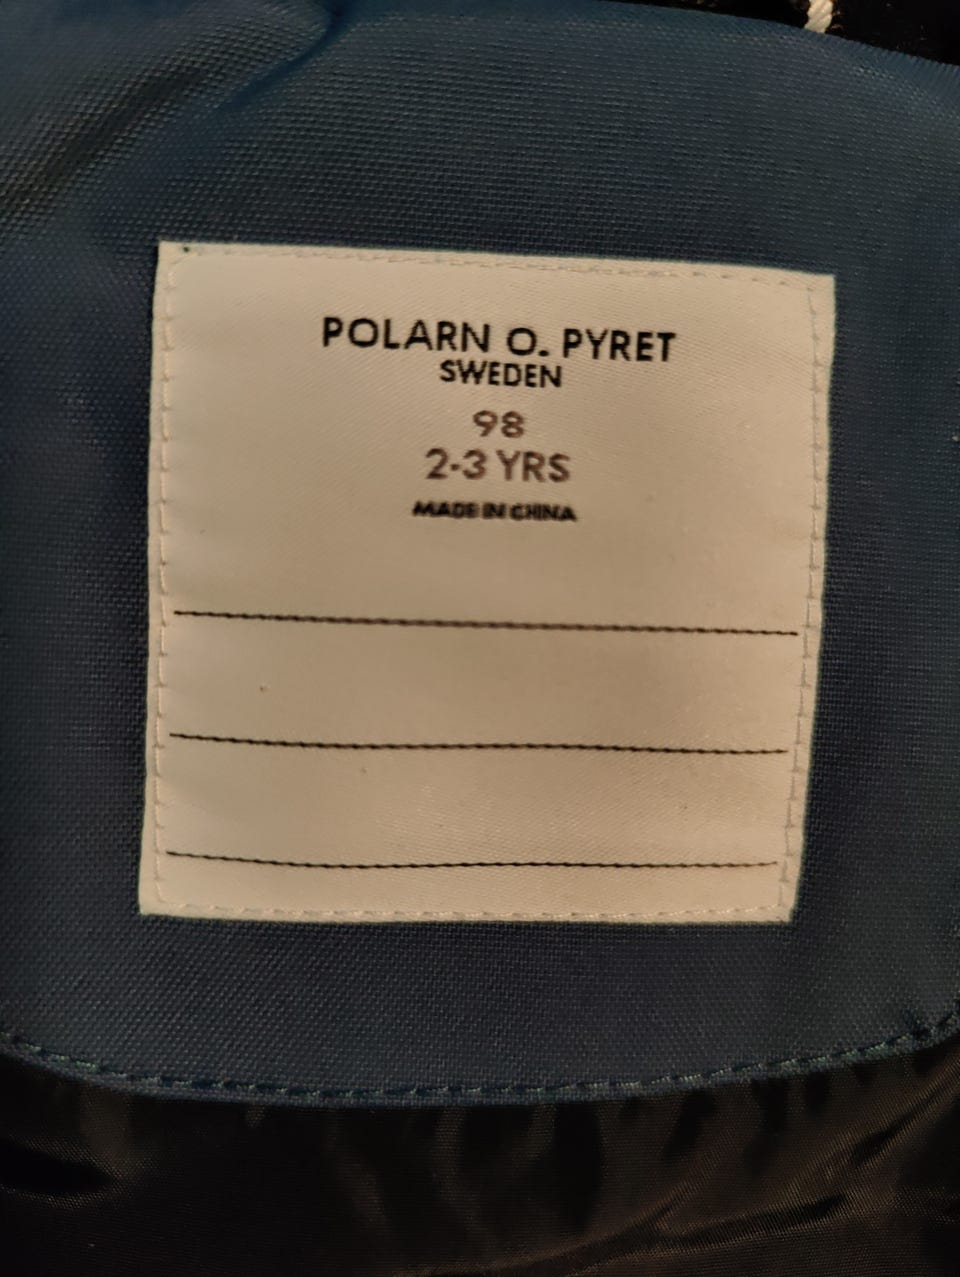 POLARN O. PYRET
SWEDEN
98
2-3 YRS
MADE IN CHINA